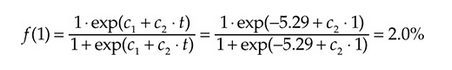 f(1) = 1·exp(c₁ + c₂·t) / 1 + exp(c₁ + c₂·t) = 1·exp(−5.29 + c₂·1) / 1 + exp(−5.29 + c₂·1) = 2.0%